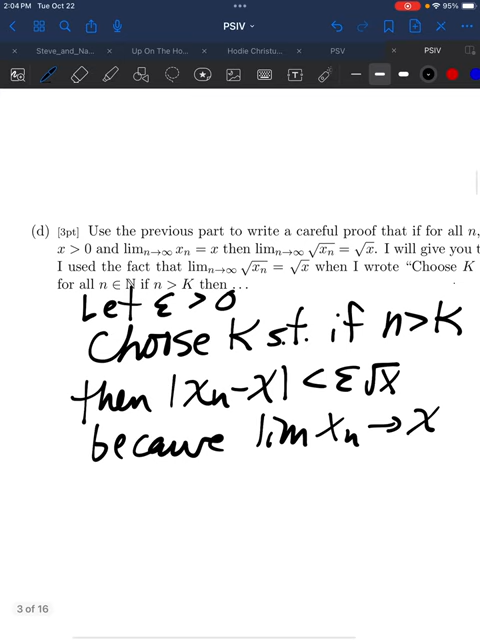 2:04 PM Tue Oct 22
95%
PSIV
Steve_and_Na...
Up On The Ho...
Hodie Christu...
PSV
PSIV
(d) [3pt] Use the previous part to write a careful proof that if for all n,
x > 0 and lim_{n→∞} x_n = x then lim_{n→∞} √x_n = √x. I will give you t
I used the fact that lim_{n→∞} √x_n = √x when I wrote “Choose K
for all n ∈ ℕ if n > K then ...
Let ε > 0
Choose K s.t. if n > K
then |x_n - x| < ε√x
because lim x_n → x
3 of 16